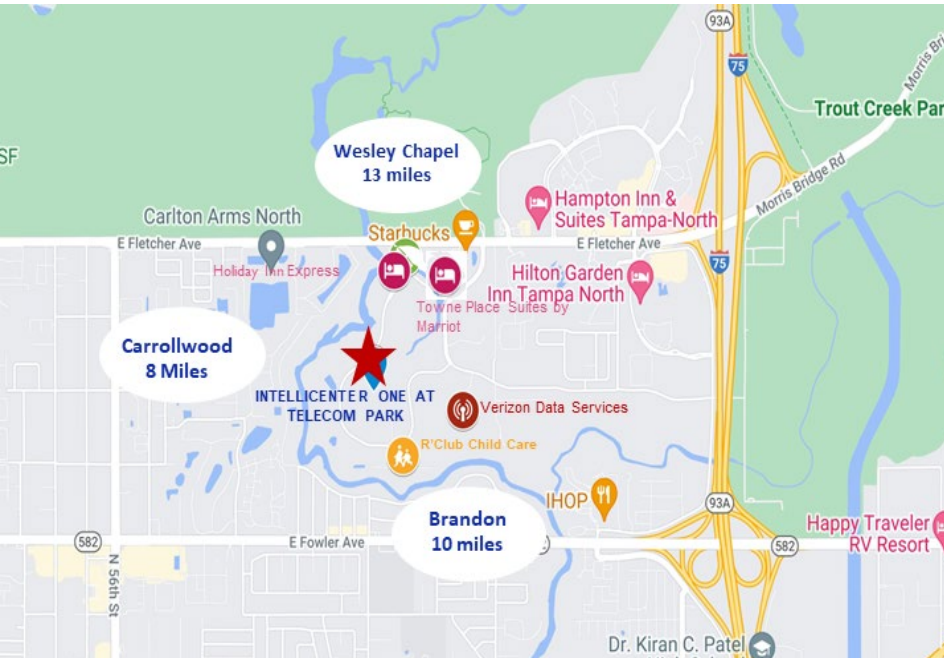 93A
75
Morris Bri
Trout Creek Par
SF
Wesley Chapel
13 miles
Morris Bridge Rd
Hampton Inn &
Suites Tampa-North
Carlton Arms North
Starbucks
E Fletcher Ave
E Fletcher Ave
75
Holiday Inn Express
Hilton Garden
Inn Tampa North
Towne Place Suites by
Marriot
Carrollwood
8 Miles
INTELLICENTER ONE AT
TELECOM PARK
Verizon Data Services
R'Club Child Care
IHOP
93A
Brandon
10 miles
Happy Traveler
RV Resort
582
E Fowler Ave
582
N 56th St
Dr. Kiran C. Patel